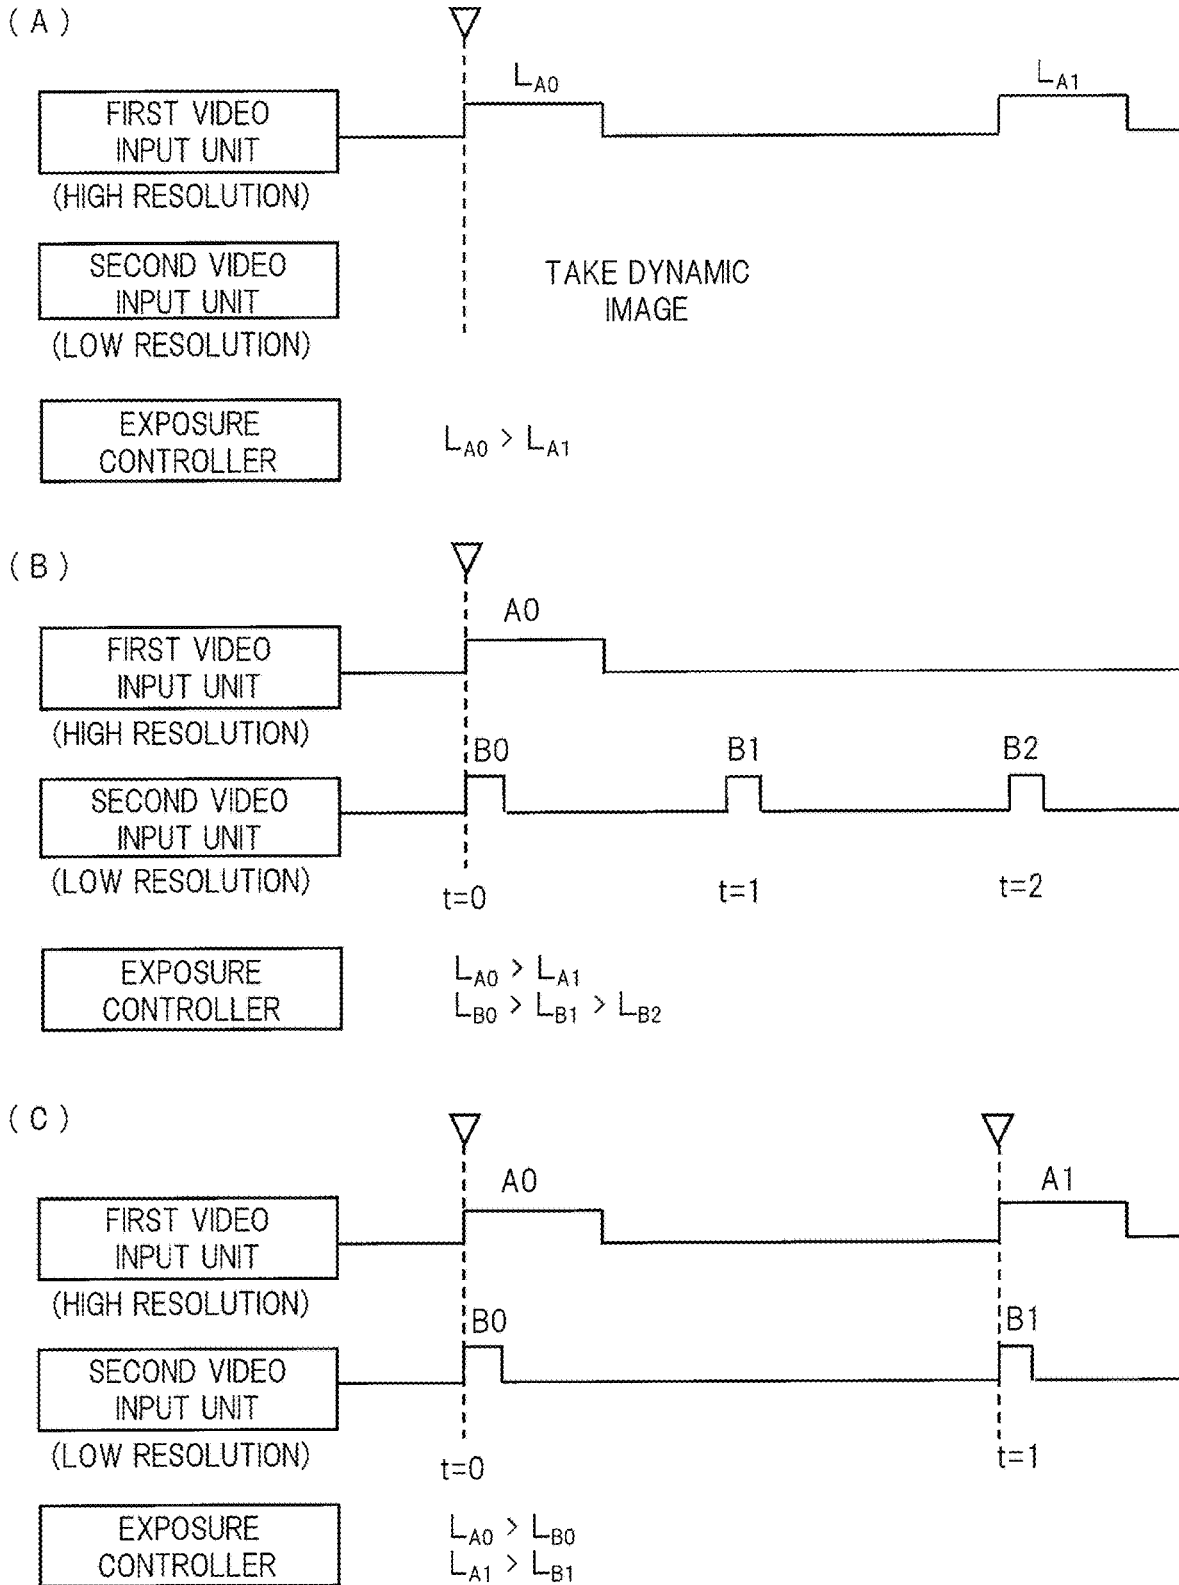 (A)
L_A0
L_A1
FIRST VIDEO
INPUT UNIT
(HIGH RESOLUTION)
SECOND VIDEO
INPUT UNIT
(LOW RESOLUTION)
TAKE DYNAMIC
IMAGE
EXPOSURE
CONTROLLER
L_A0 > L_A1
(B)
A0
FIRST VIDEO
INPUT UNIT
(HIGH RESOLUTION)
B0
B1
B2
SECOND VIDEO
INPUT UNIT
(LOW RESOLUTION)
t=0
t=1
t=2
EXPOSURE
CONTROLLER
L_A0 > L_A1
L_B0 > L_B1 > L_B2
(C)
A0
A1
FIRST VIDEO
INPUT UNIT
(HIGH RESOLUTION)
B0
B1
SECOND VIDEO
INPUT UNIT
(LOW RESOLUTION)
t=0
t=1
EXPOSURE
CONTROLLER
L_A0 > L_B0
L_A1 > L_B1